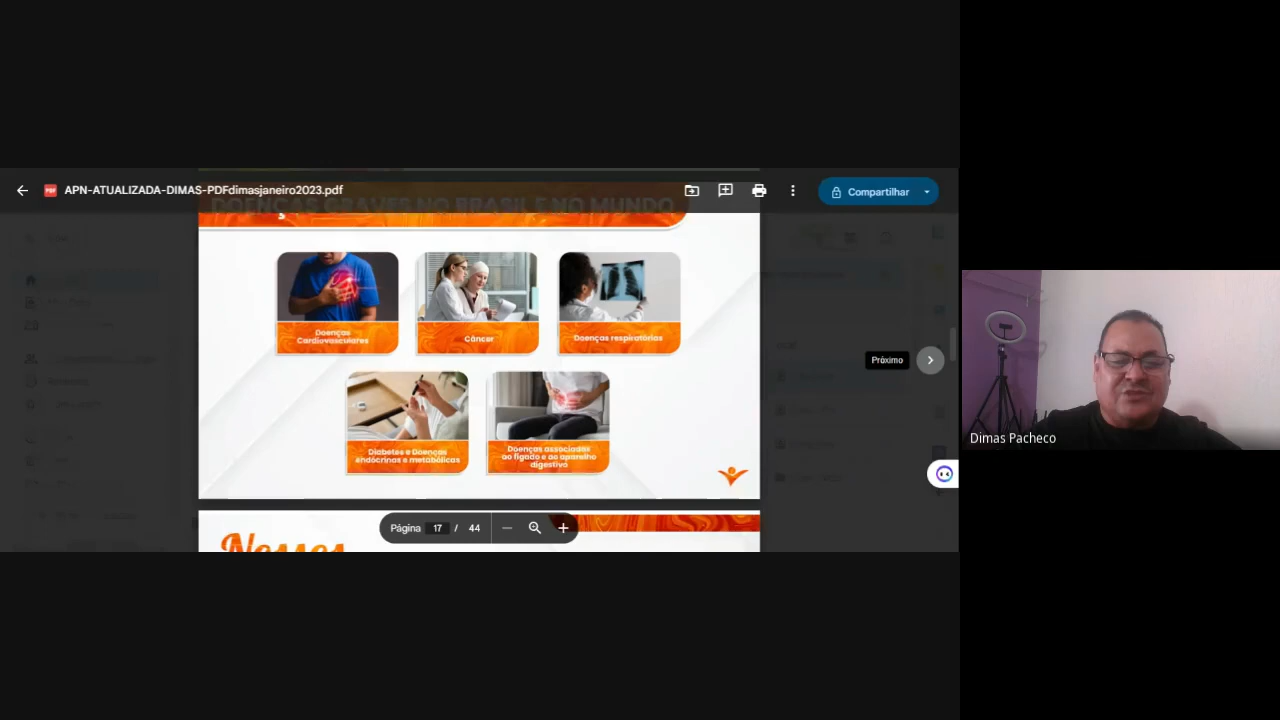 APN-ATUALIZADA-DIMAS-PDFdimasjaneiro2023.pdf
Compartilhar
DOENÇAS GRAVES NO BRASIL E NO MUNDO
Doenças
Cardiovasculares
Câncer
Doenças respiratórias
Próximo
Diabetes e Doenças
endócrinas e metabólicas
Doenças associadas
ao fígado e ao aparelho
digestivo
Dimas Pacheco
Página 17 / 44
Nossos